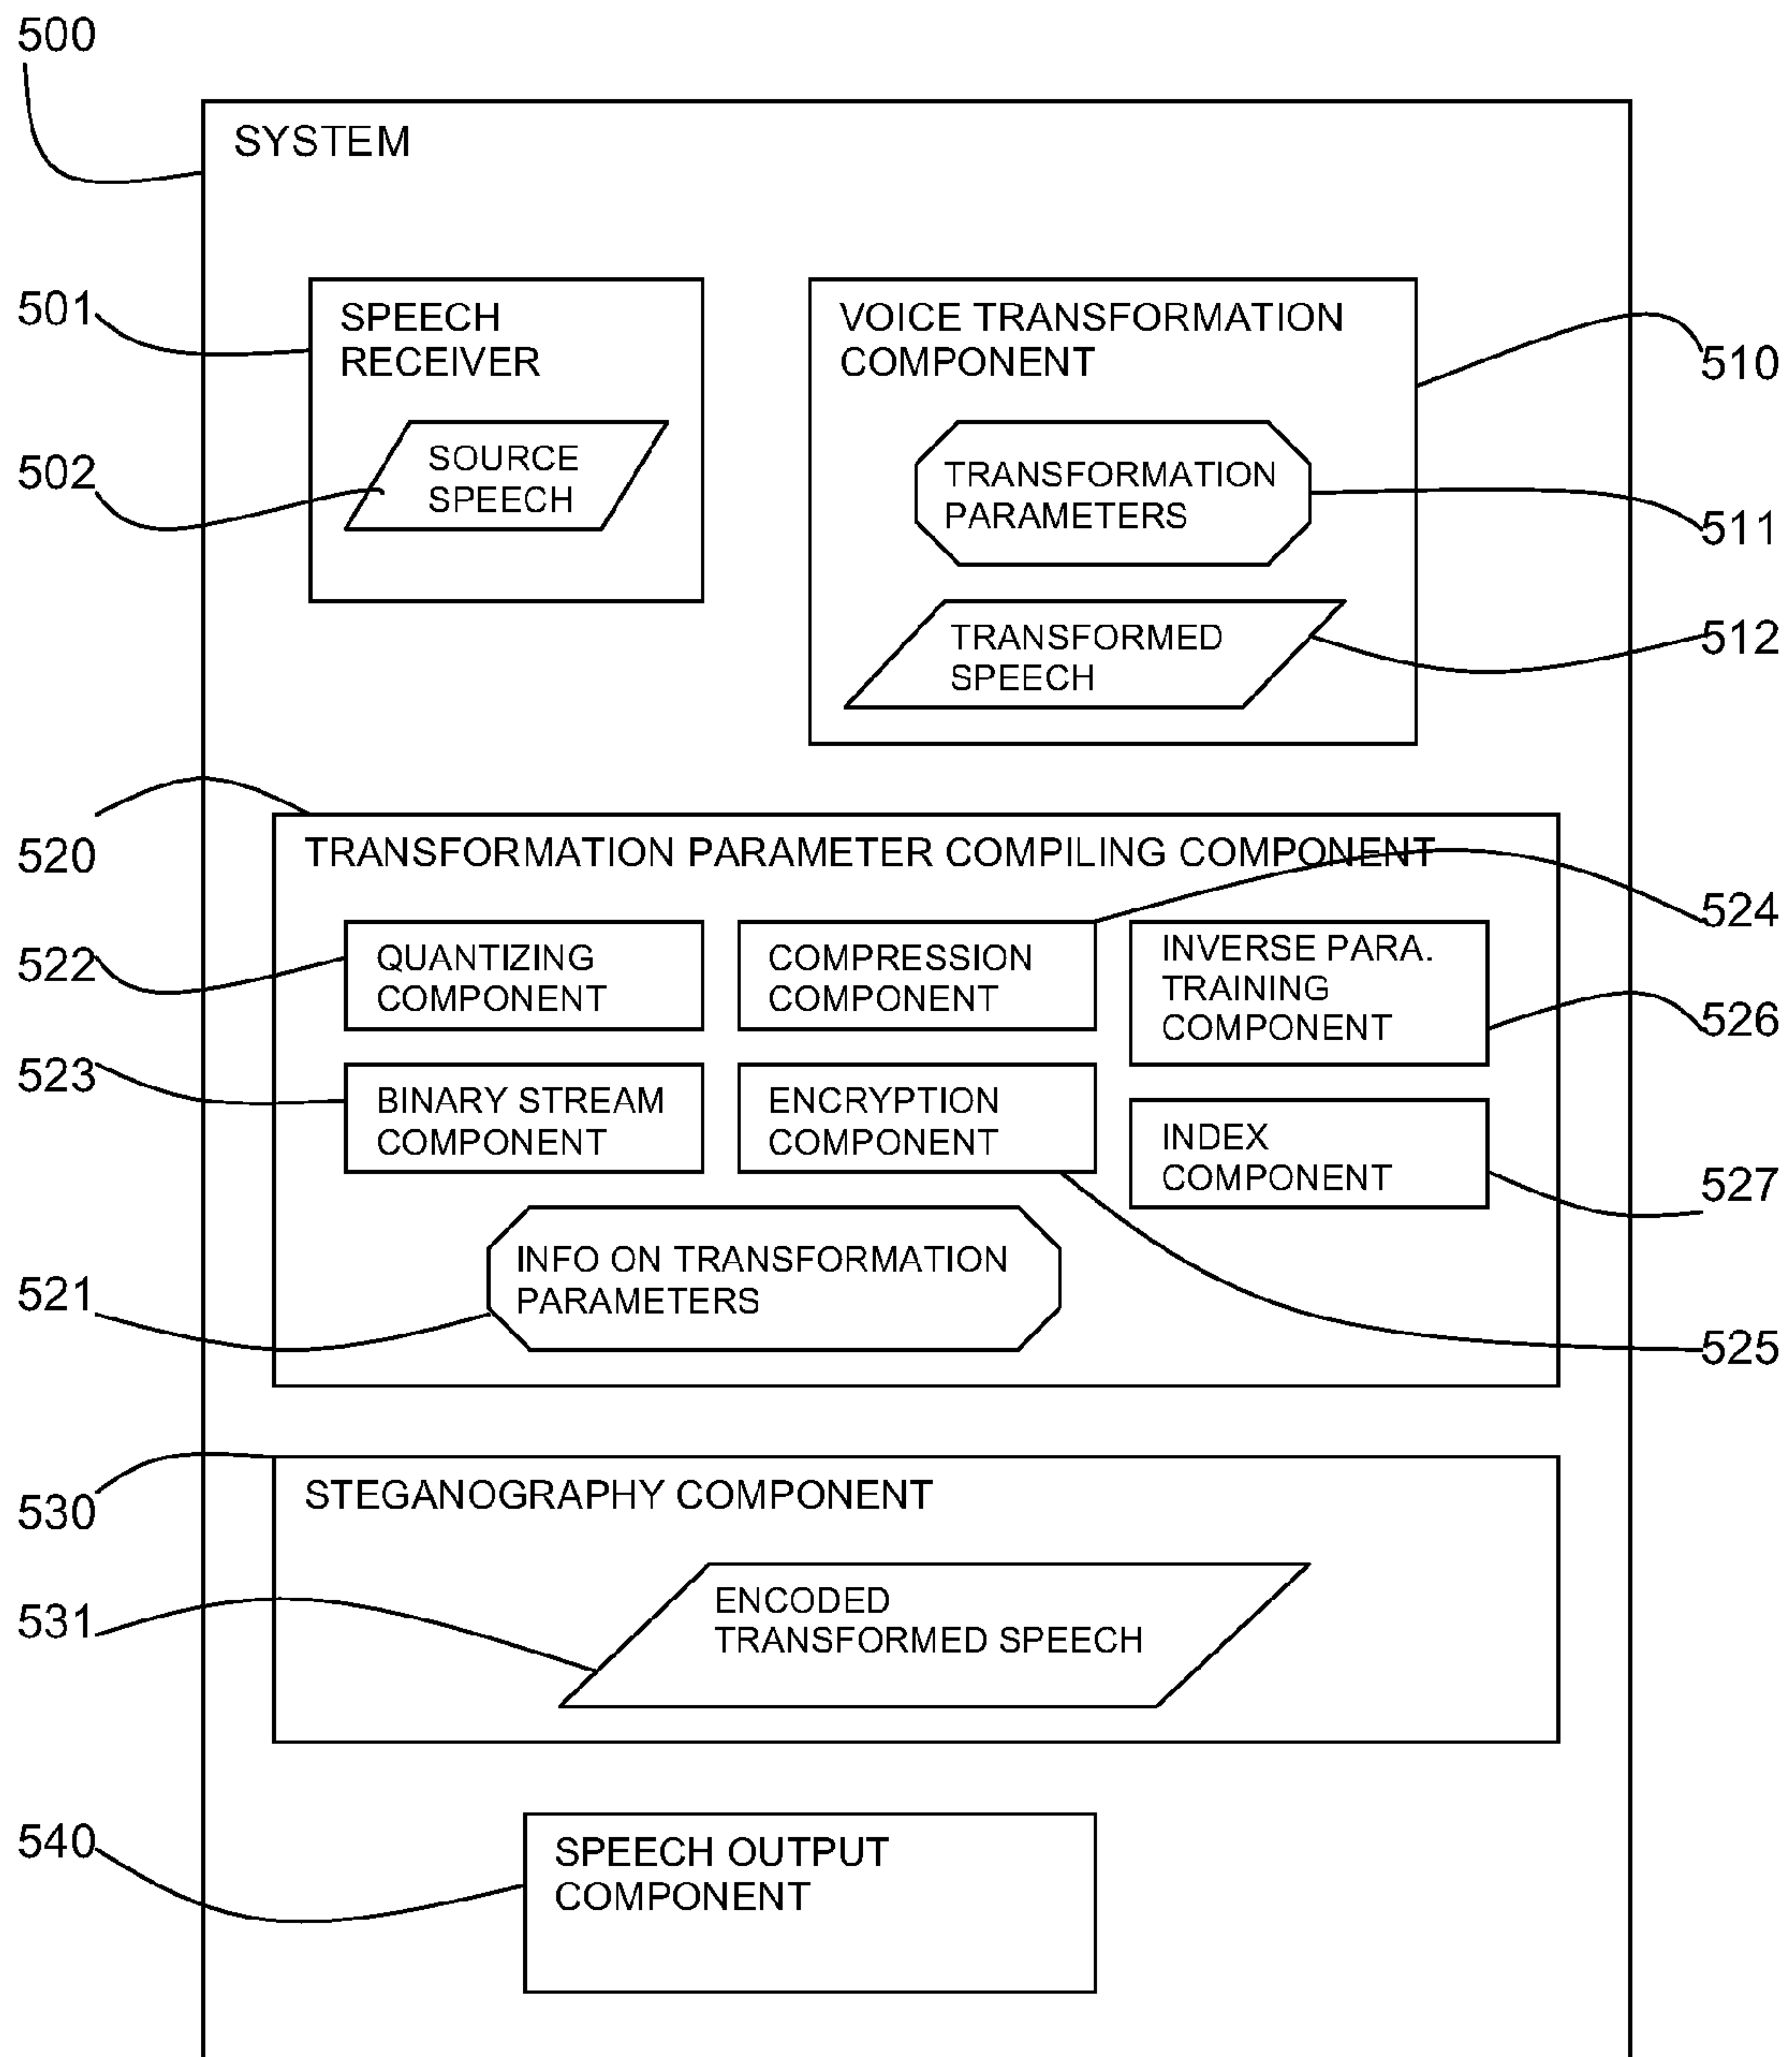 500
SYSTEM
501
SPEECH
RECEIVER
502
SOURCE
SPEECH
VOICE TRANSFORMATION
COMPONENT
510
TRANSFORMATION
PARAMETERS
511
TRANSFORMED
SPEECH
512
520
TRANSFORMATION PARAMETER COMPILING COMPONENT
522
QUANTIZING
COMPONENT
COMPRESSION
COMPONENT
524
INVERSE PARA.
TRAINING
COMPONENT
526
523
BINARY STREAM
COMPONENT
ENCRYPTION
COMPONENT
INDEX
COMPONENT
527
521
INFO ON TRANSFORMATION
PARAMETERS
525
530
STEGANOGRAPHY COMPONENT
531
ENCODED
TRANSFORMED SPEECH
540
SPEECH OUTPUT
COMPONENT